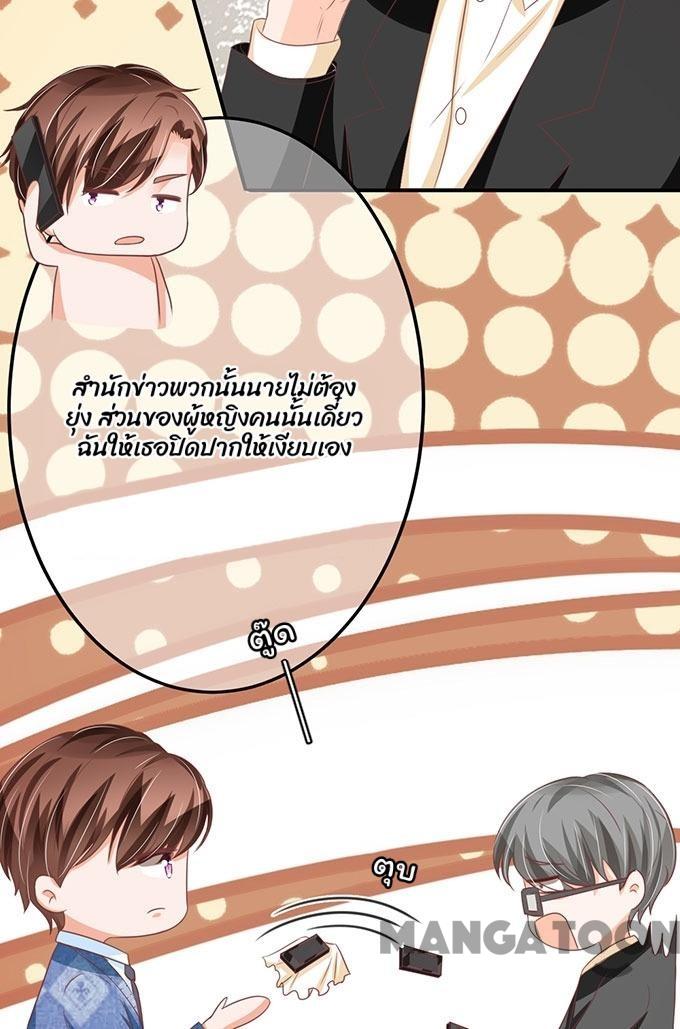 สำนักข่าวพวกนั้นนายไม่ต้อง
ยุ่ง ส่วนของผู้หญิงคนนั้นเดี๋ยว
ฉันให้เธอปิดปากให้เงียบเอง
ตู๊ด
ตุบ
MANGATOON